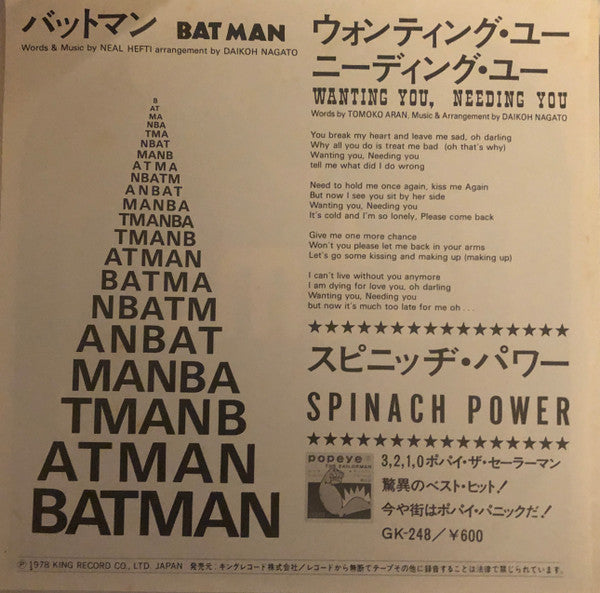 バットマン BAT MAN
Words & Music by NEAL HEFTI arrangement by DAIKOH NAGATO
B
AT
MA
NBA
TMA
NBAT
MANB
ATMA
NBATM
ANBAT
MANBA
TMANBA
TMANB
ATMAN
BATMA
NBATM
ANBAT
MANBA
TMANB
ATMAN
BATMAN
ウォンティング・ユー
ニーディング・ユー
WANTING YOU, NEEDING YOU
Words by TOMOKO ARAN, Music & Arrangement by DAIKOH NAGATO
You break my heart and leave me sad, oh darling
Why all you do is treat me bad (oh that's why)
Wanting you, Needing you
tell me what did I do wrong
Need to hold me once again, kiss me Again
But now I see you sit by her side
Wanting you, Needing you
It's cold and I'm so lonely, Please come back
Give me one more chance
Won't you please let me back in your arms
Let's go some kissing and making up (making up)
I can't live without you anymore
I am dying for love you, oh darling
Wanting you, Needing you
but now it's much too late for me oh . . .
★★★★★★★★★★★★★★★★★
スピニッヂ・パワー
SPINACH POWER
★★★★★★★★★★★★★★★★★
popeye
THE SAILORMAN
3,2,1,0ポパイ・ザ・セーラーマン
驚異のベスト・ヒット!
今や街はポパイ・パニックだ!
GK-248/¥600
Ⓟ1978 KING RECORD CO., LTD. JAPAN 発売元:キングレコード株式会社/レコードから無断でテープその他に録音することは法律で禁じられています。